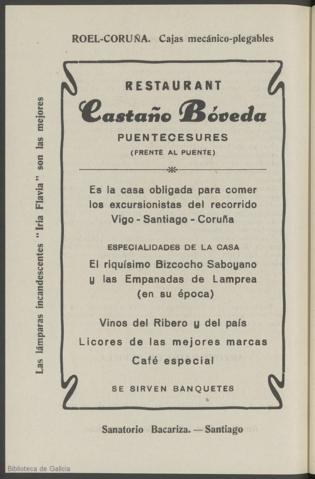 ROEL-CORUÑA. Cajas mecánico-plegables
Las lámparas incandescentes "Iria Flavia" son las mejores
RESTAURANT
Castaño Bóveda
PUENTECESURES
(FRENTE AL PUENTE)
Es la casa obligada para comer
los excursionistas del recorrido
Vigo - Santiago - Coruña
ESPECIALIDADES DE LA CASA
El riquísimo Bizcocho Saboyano
y las Empanadas de Lamprea
(en su época)
Vinos del Ribero y del país
Licores de las mejores marcas
Café especial
SE SIRVEN BANQUETES
Sanatorio Bacariza. — Santiago
Biblioteca de Galicia